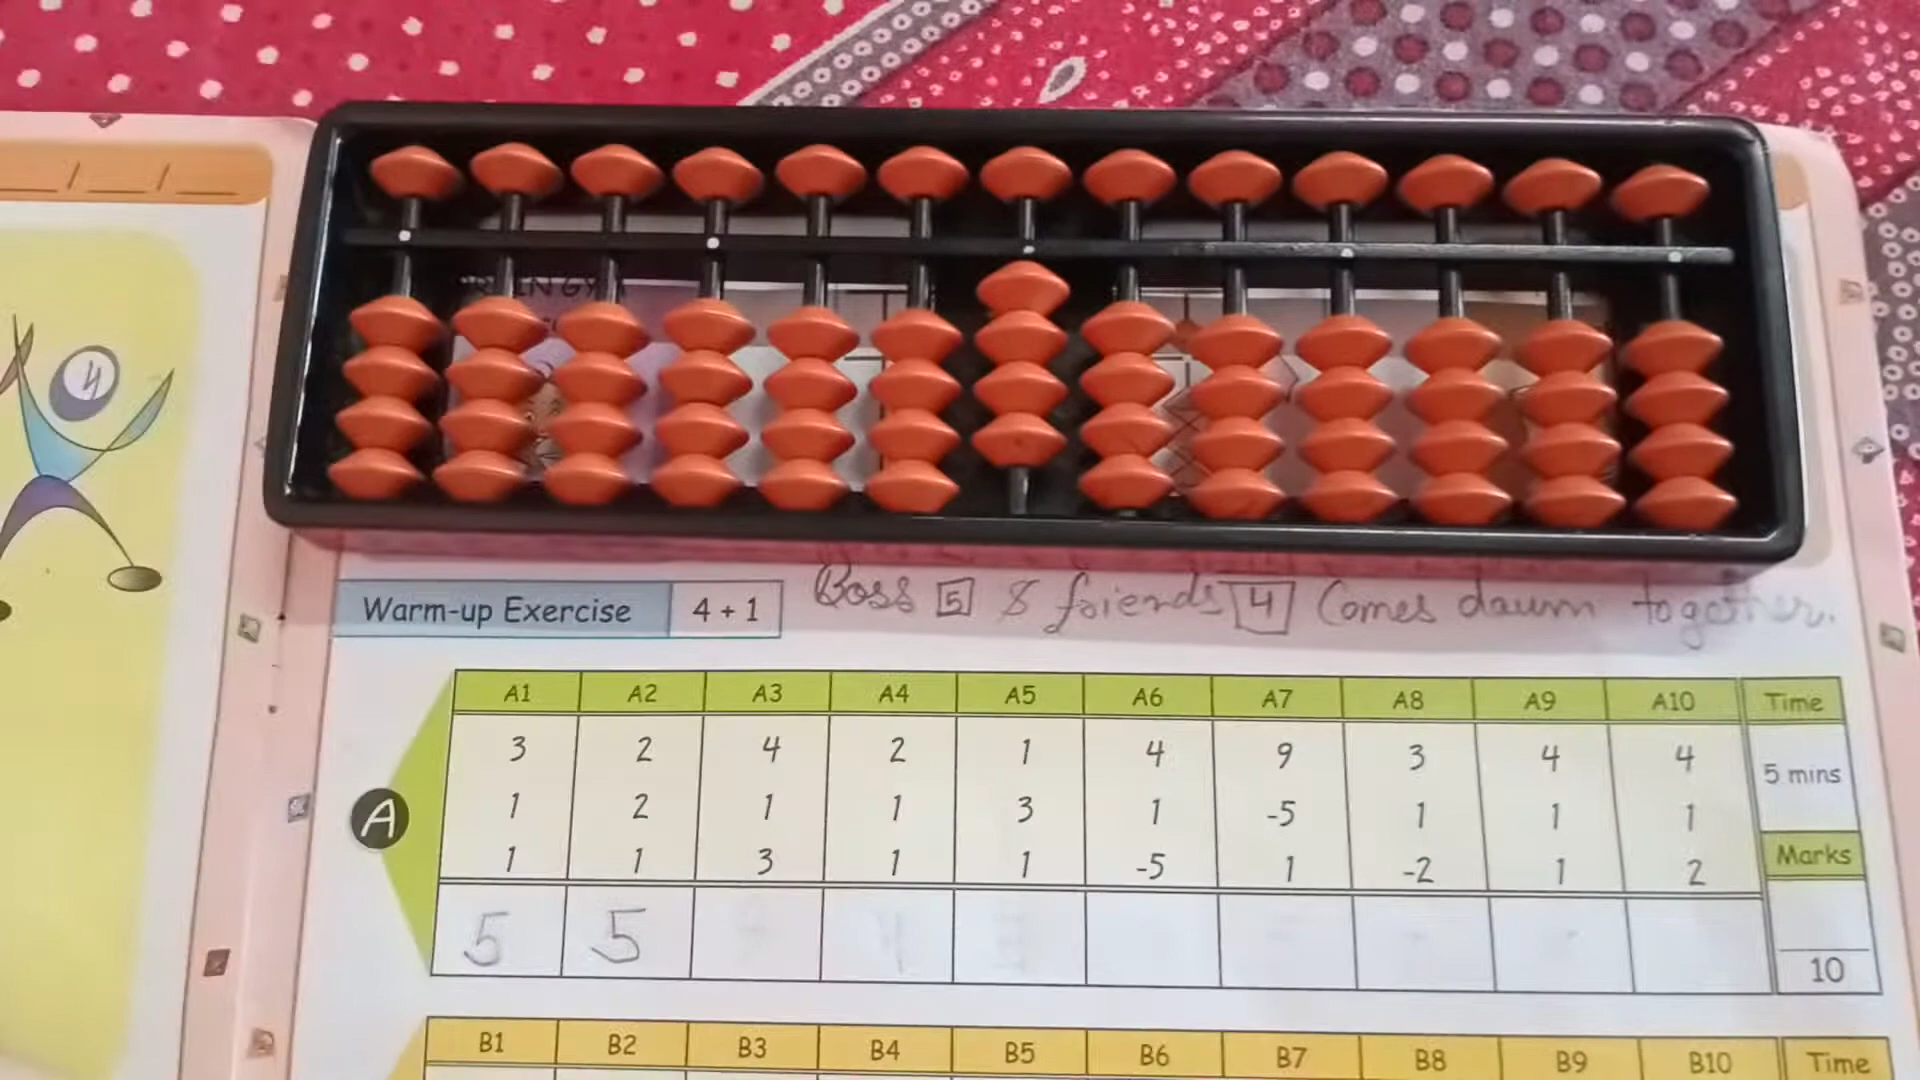 / /
4
Warm-up Exercise 4 + 1 Boss 5 & friends 4 Comes dawn together.
A1 A2 A3 A4 A5 A6 A7 A8 A9 A10 Time
3 2 4 2 1 4 9 3 4 4 5 mins
A 1 2 1 1 3 1 -5 1 1 1
1 1 3 1 1 -5 1 -2 1 2 Marks
5 5
10
B1 B2 B3 B4 B5 B6 B7 B8 B9 B10 Time